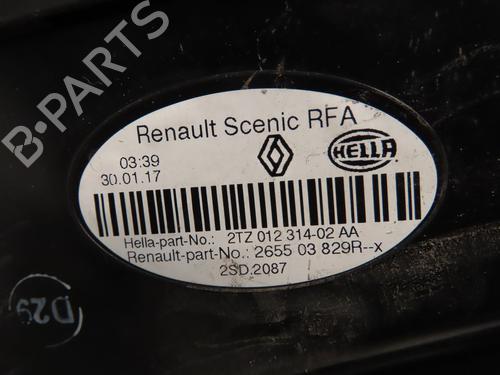 Renault Scenic RFA
03:39
30.01.17
HELLA
Hella-part-No.: 2TZ 012 314-02 AA
Renault-part-No.: 2655 03 829R--x
2SD.2087
D29
B-PARTS